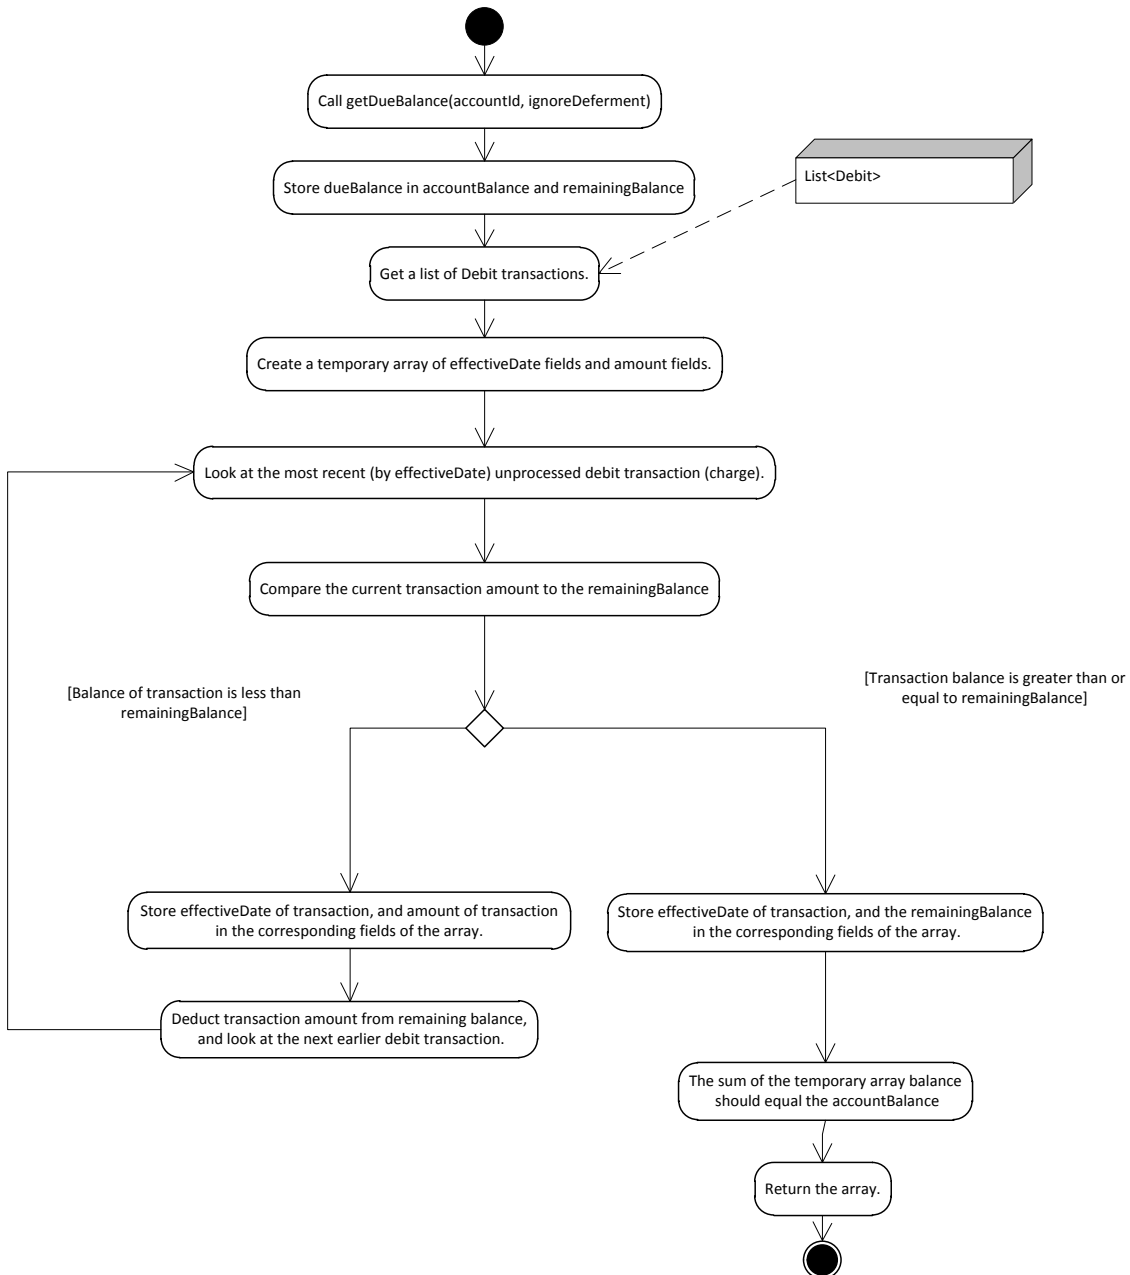 Call getDueBalance(accountId, ignoreDeferment)
Store dueBalance in accountBalance and remainingBalance
List<Debit>
Get a list of Debit transactions.
Create a temporary array of effectiveDate fields and amount fields.
Look at the most recent (by effectiveDate) unprocessed debit transaction (charge).
Compare the current transaction amount to the remainingBalance
[Balance of transaction is less than
remainingBalance]
[Transaction balance is greater than or
equal to remainingBalance]
Store effectiveDate of transaction, and amount of transaction
in the corresponding fields of the array.
Store effectiveDate of transaction, and the remainingBalance
in the corresponding fields of the array.
Deduct transaction amount from remaining balance,
and look at the next earlier debit transaction.
The sum of the temporary array balance
should equal the accountBalance
Return the array.